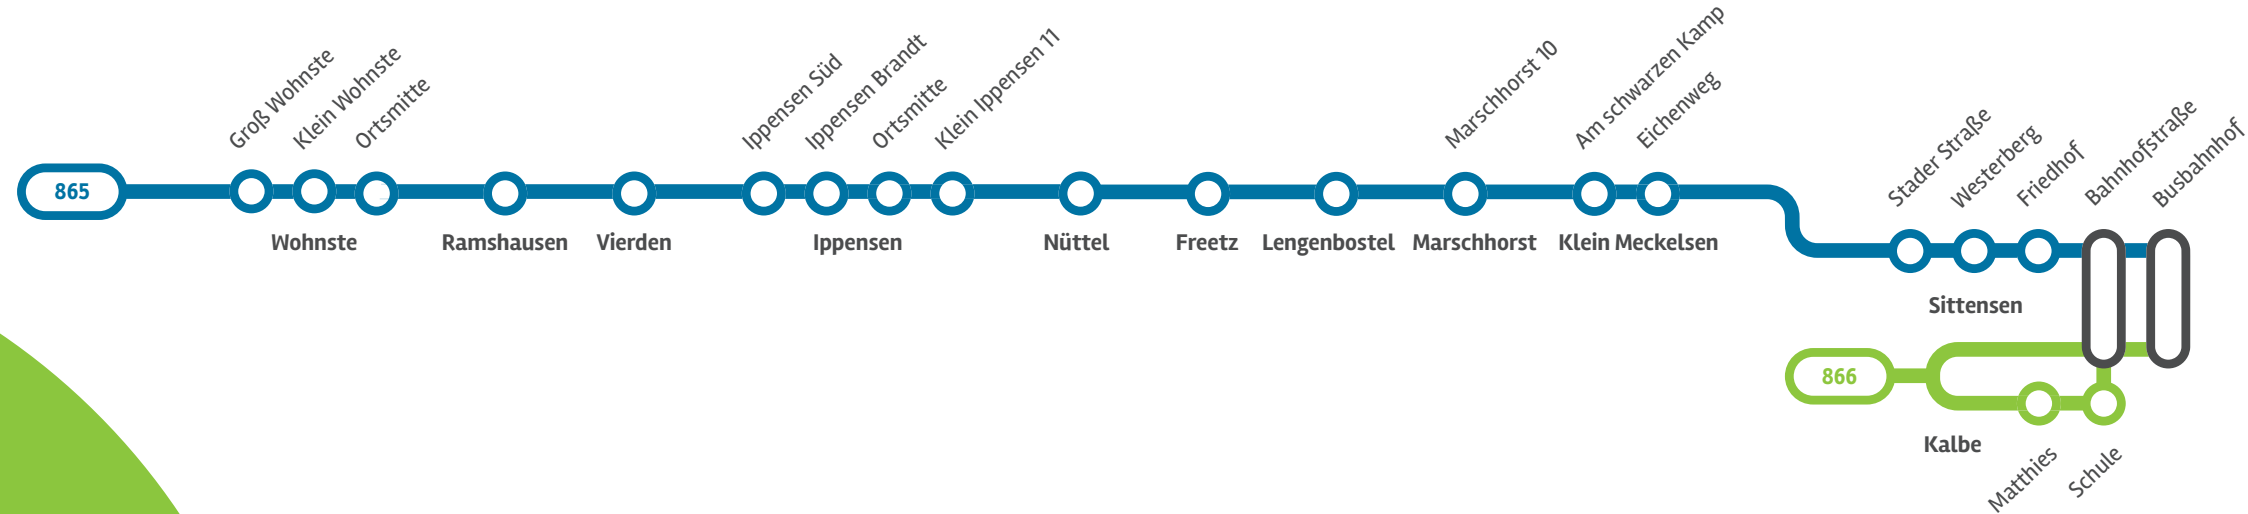 Groß Wohnste
Klein Wohnste
Ortsmitte
Ippensen Süd
Ippensen Brandt
Ortsmitte
Klein Ippensen 11
Marschhorst 10
Am schwarzen Kamp
Eichenweg
Stader Straße
Westerberg
Friedhof
Bahnhofstraße
Busbahnhof
865
Wohnste
Ramshausen
Vierden
Ippensen
Nüttel
Freetz
Lengenbostel
Marschhorst
Klein Meckelsen
Sittensen
866
Kalbe
Matthies
Schule